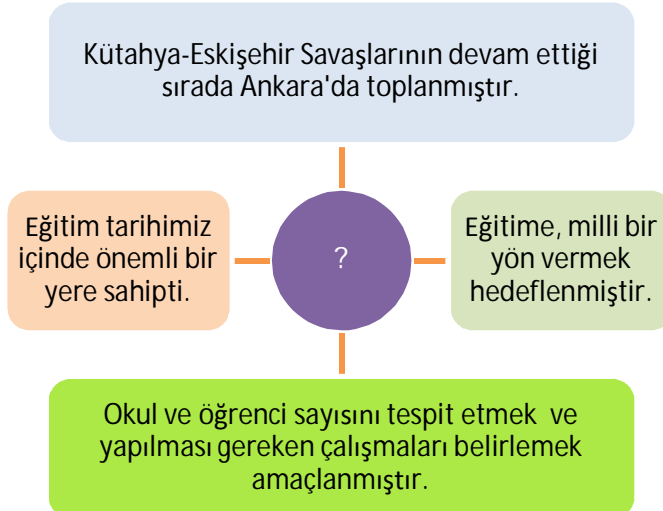 Kütahya-Eskişehir Savaşlarının devam ettiği
sırada Ankara'da toplanmıştır.
Eğitim tarihimiz
içinde önemli bir
yere sahipti.
?
Eğitime, milli bir
yön vermek
hedeflenmiştir.
Okul ve öğrenci sayısını tespit etmek ve
yapılması gereken çalışmaları belirlemek
amaçlanmıştır.